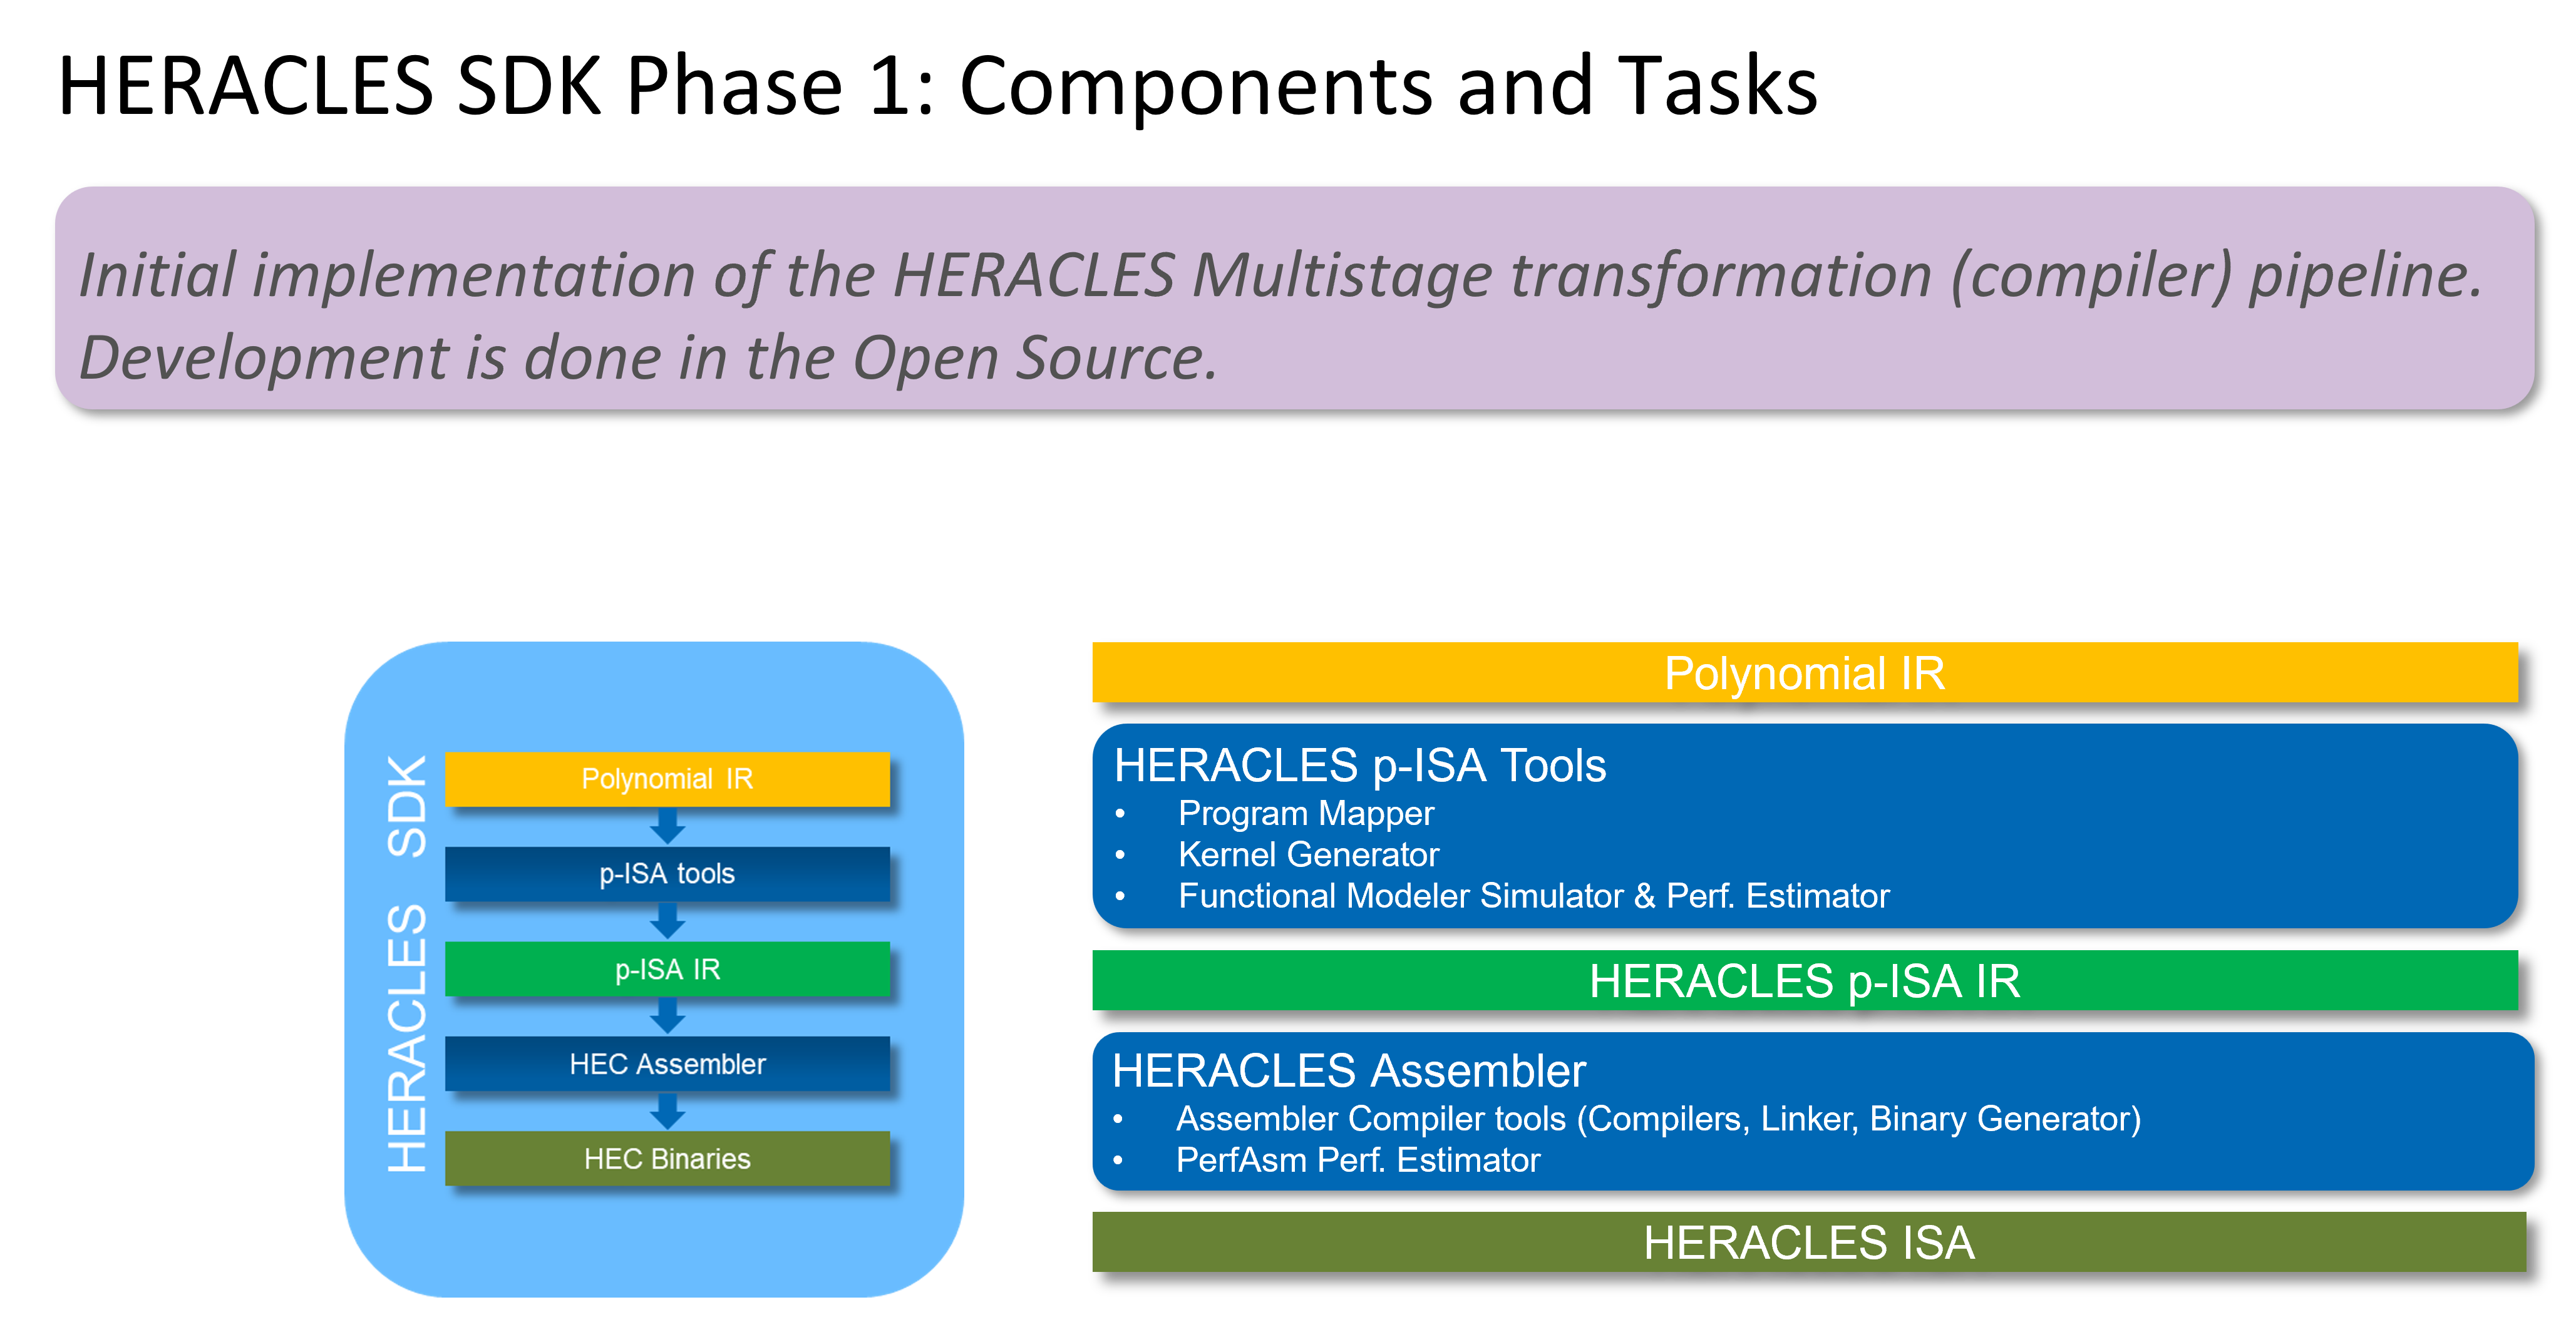 HERACLES SDK Phase 1: Components and Tasks
Initial implementation of the HERACLES Multistage transformation (compiler) pipeline.
Development is done in the Open Source.
HERACLES SDK
Polynomial IR
p-ISA tools
p-ISA IR
HEC Assembler
HEC Binaries
Polynomial IR
HERACLES p-ISA Tools
• Program Mapper
• Kernel Generator
• Functional Modeler Simulator & Perf. Estimator
HERACLES p-ISA IR
HERACLES Assembler
• Assembler Compiler tools (Compilers, Linker, Binary Generator)
• PerfAsm Perf. Estimator
HERACLES ISA